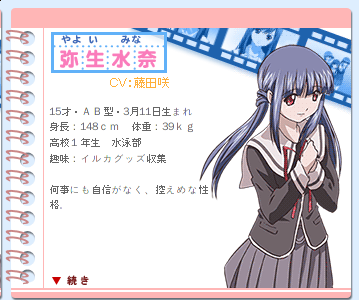 やよい みな
弥生水奈
CV:藤田咲
15才・ＡＢ型・3月11日生まれ
身長：148ｃｍ　体重：39ｋｇ
高校１年生　水泳部
趣味：イルカグッズ収集
何事にも自信がなく、控えめな性
格。
▼ 続き